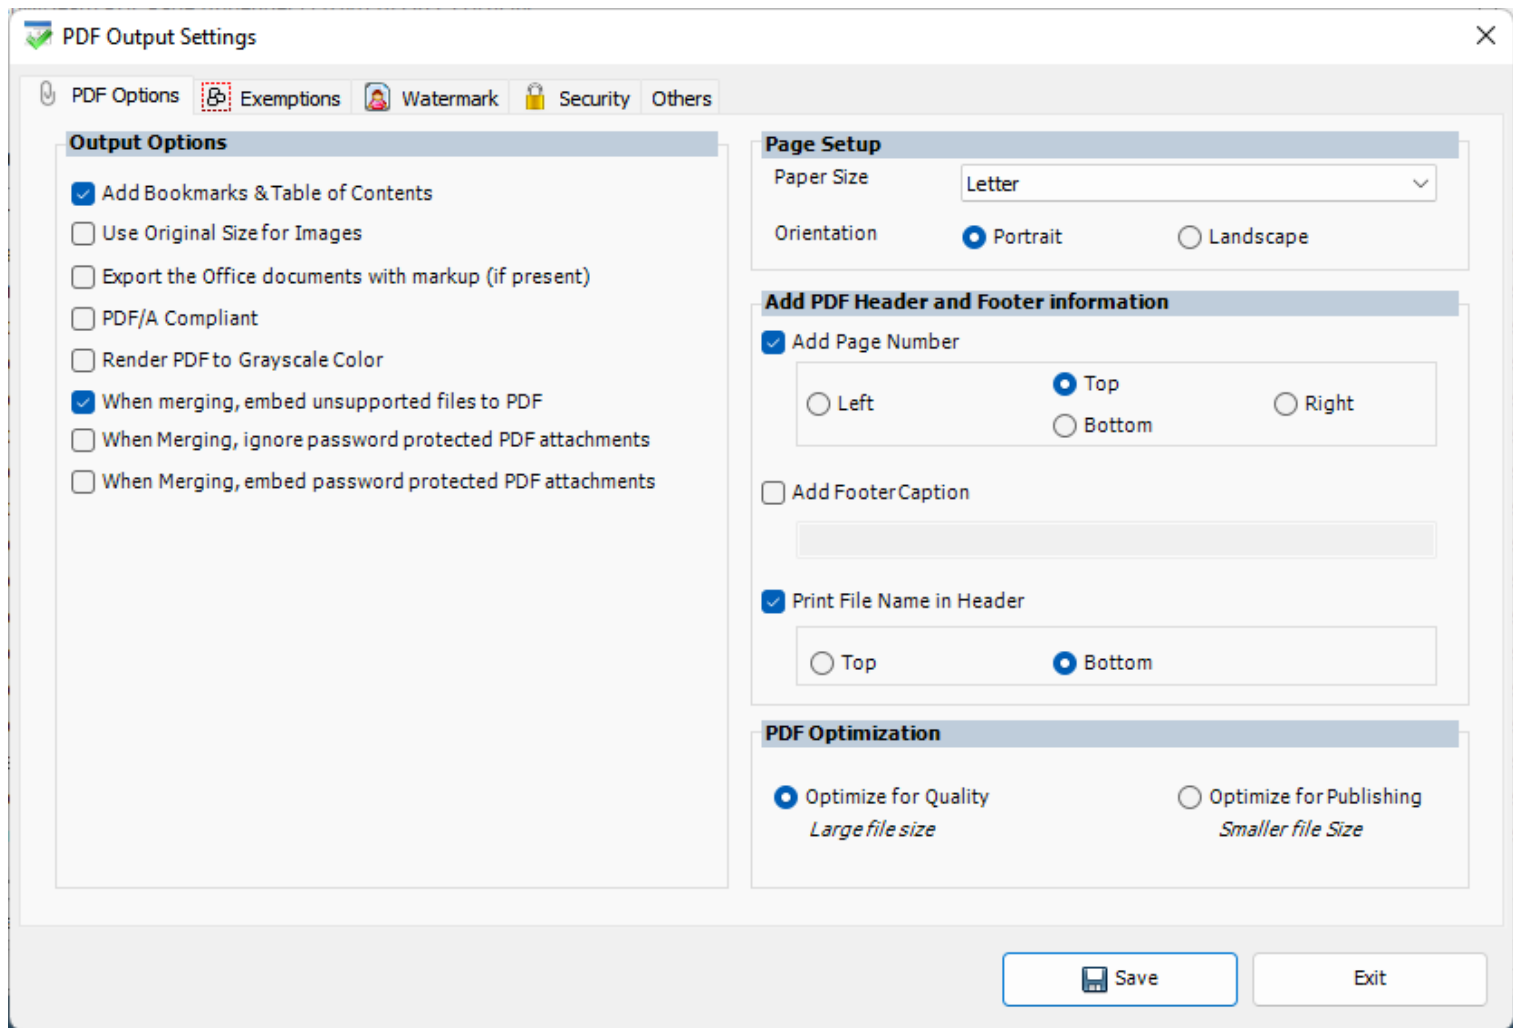 PDF Output Settings
PDF Options
Exemptions
Watermark
Security
Others
Output Options
Add Bookmarks & Table of Contents
Use Original Size for Images
Export the Office documents with markup (if present)
PDF/A Compliant
Render PDF to Grayscale Color
When merging, embed unsupported files to PDF
When Merging, ignore password protected PDF attachments
When Merging, embed password protected PDF attachments
Page Setup
Paper Size
Letter
Orientation
Portrait
Landscape
Add PDF Header and Footer information
Add Page Number
Left
Top
Bottom
Right
Add Footer Caption
Print File Name in Header
Top
Bottom
PDF Optimization
Optimize for Quality
Large file size
Optimize for Publishing
Smaller file Size
Save
Exit